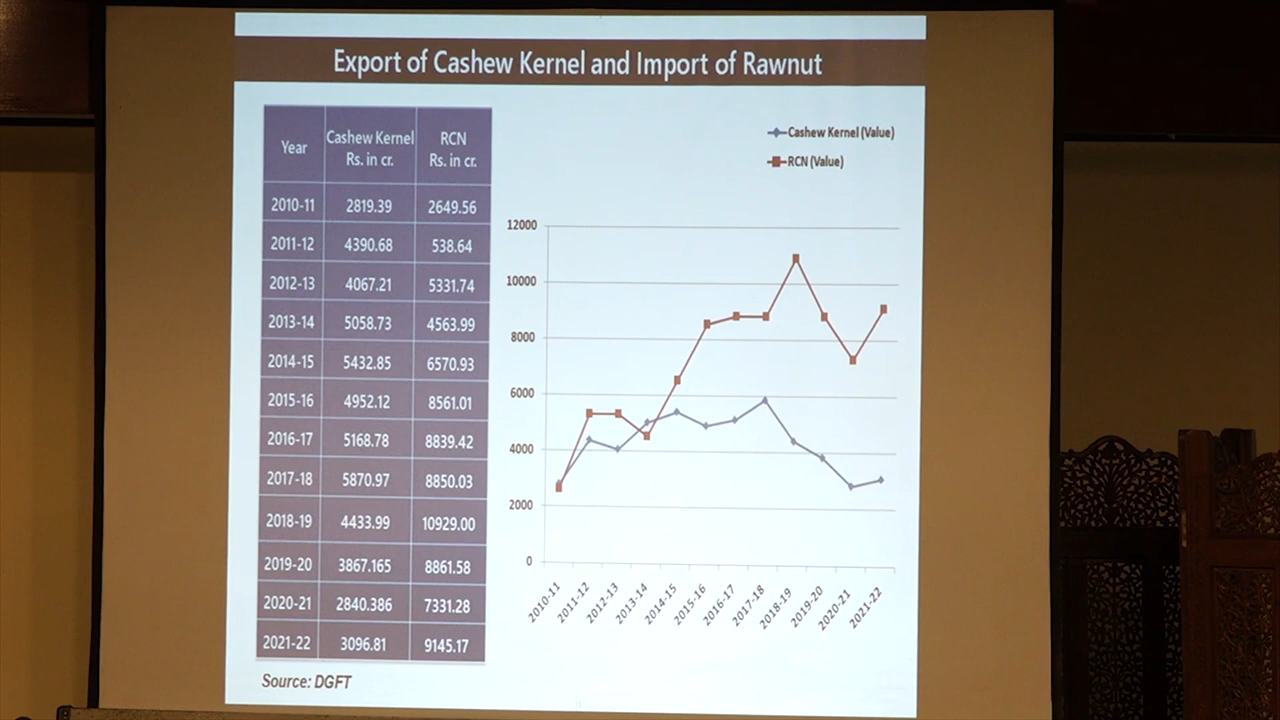 Export of Cashew Kernel and Import of Rawnut
Year Cashew Kernel Rs. in cr. RCN Rs. in cr.
2010-11 2819.39 2649.56
2011-12 4390.68 538.64
2012-13 4067.21 5331.74
2013-14 5058.73 4563.99
2014-15 5432.85 6570.93
2015-16 4952.12 8561.01
2016-17 5168.78 8839.42
2017-18 5870.97 8850.03
2018-19 4433.99 10929.00
2019-20 3867.165 8861.58
2020-21 2840.386 7331.28
2021-22 3096.81 9145.17
Source: DGFT
Cashew Kernel (Value)
RCN (Value)
12000
10000
8000
6000
4000
2000
0
2010-11 2011-12 2012-13 2013-14 2014-15 2015-16 2016-17 2017-18 2018-19 2019-20 2020-21 2021-22